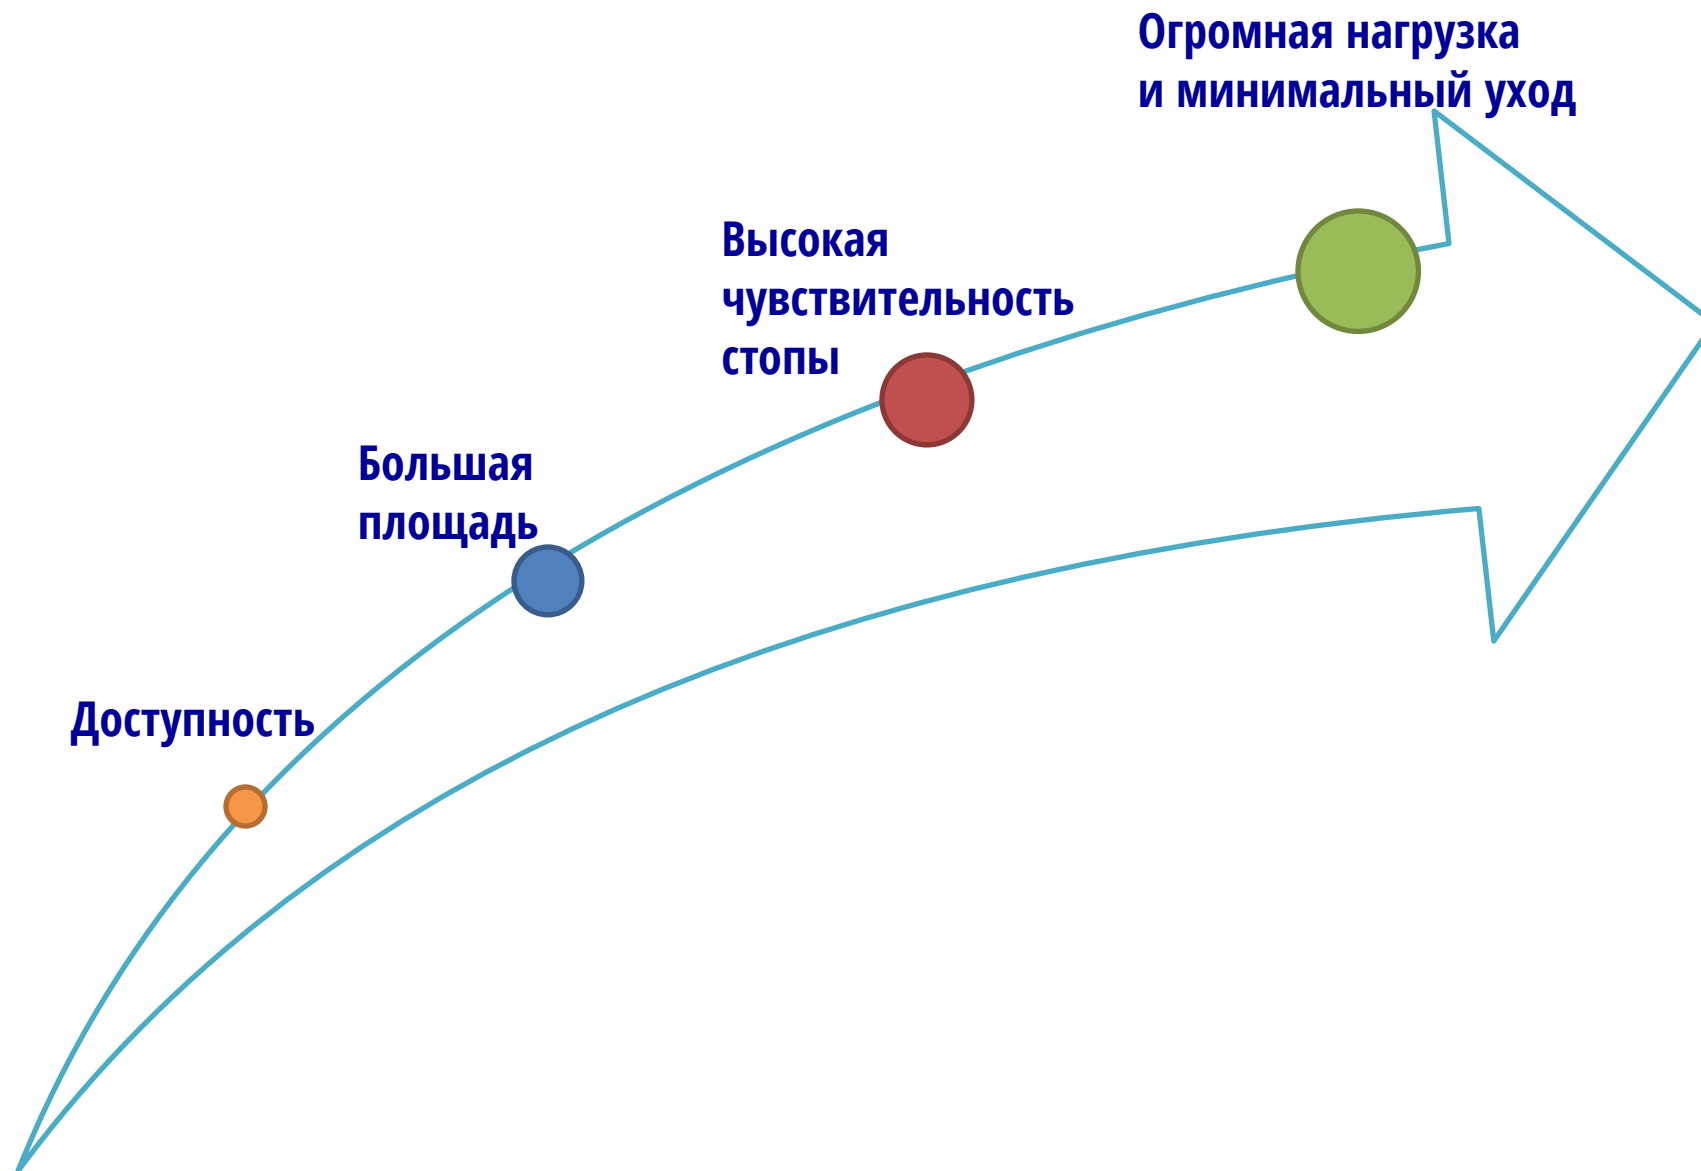 Огромная нагрузка
и минимальный уход
Высокая
чувствительность
стопы
Большая
площадь
Доступность